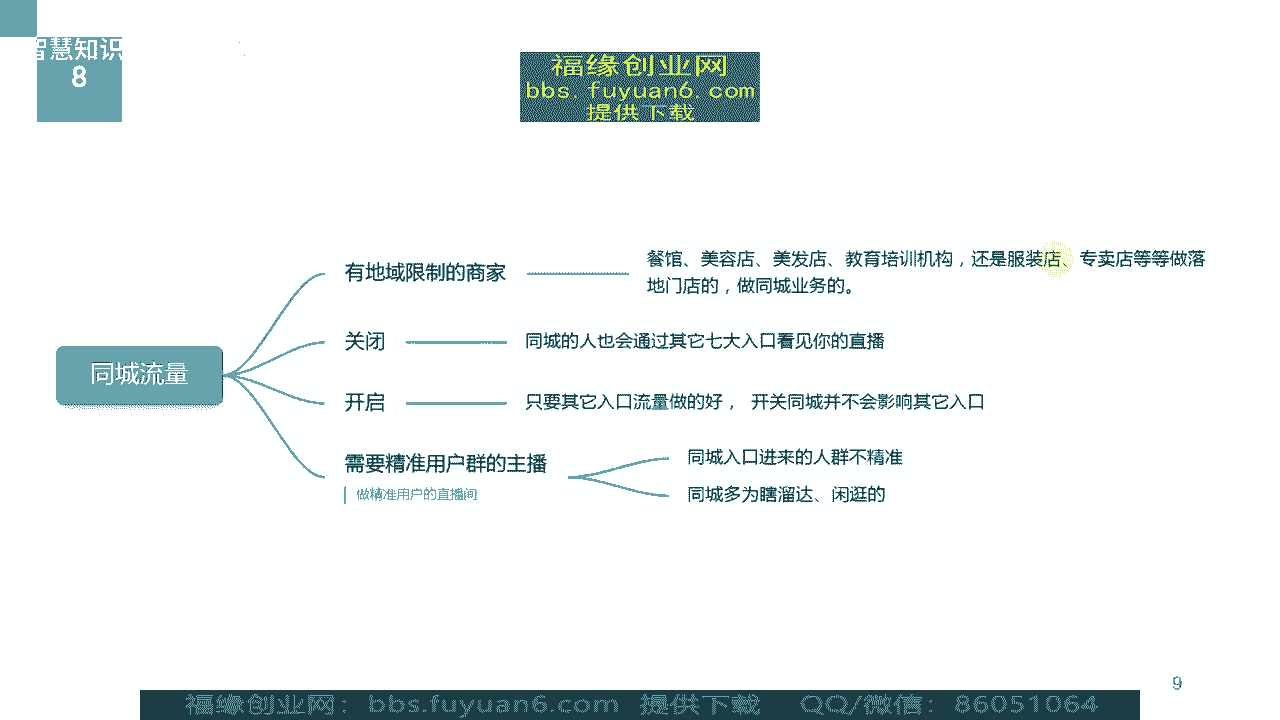 智慧知识
8
福缘创业网
bbs.fuyuan6.com
提供下载
同城流量
有地域限制的商家
餐馆、美容店、美发店、教育培训机构，还是服装店、专卖店等等做落
地门店的，做同城业务的。
关闭
同城的人也会通过其它七大入口看见你的直播
开启
只要其它入口流量做的好， 开关同城并不会影响其它入口
需要精准用户群的主播
做精准用户的直播间
同城入口进来的人群不精准
同城多为瞎溜达、闲逛的
9
福缘创业网：bbs.fuyuan6.com 提供下载 QQ/微信：86051064